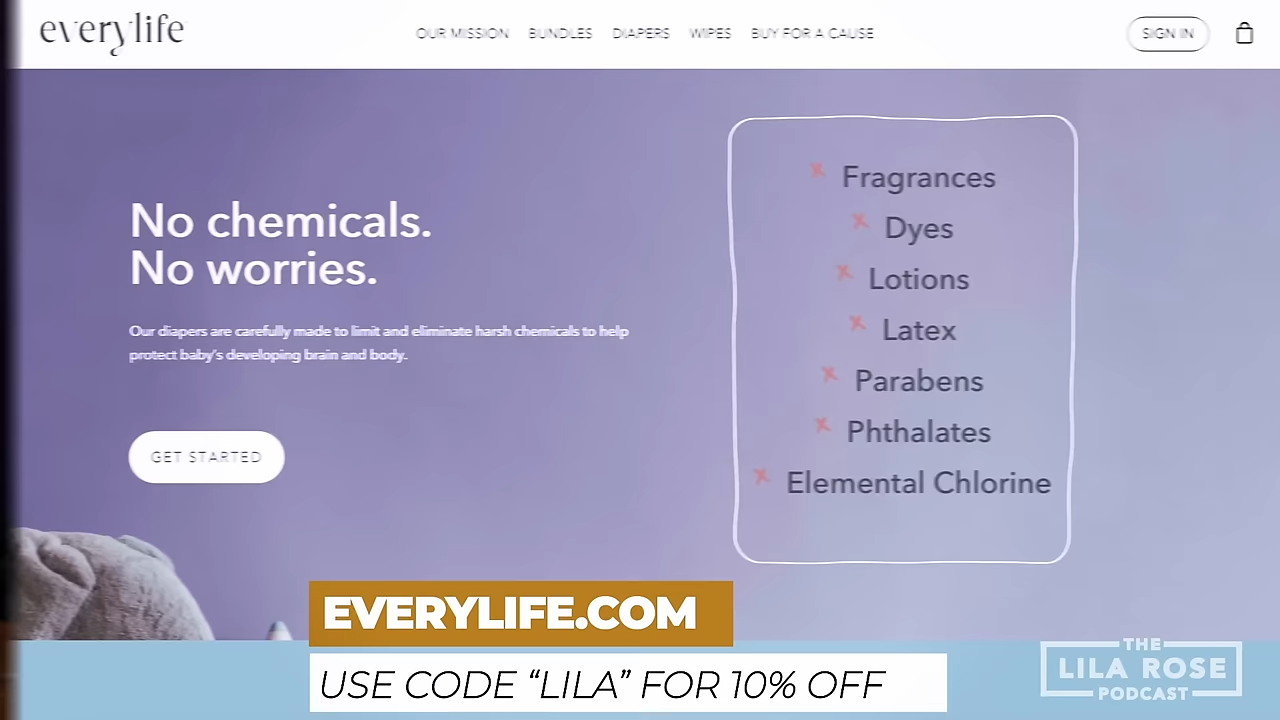 everylife
OUR MISSION BUNDLES DIAPERS WIPES BUY FOR A CAUSE
SIGN IN
No chemicals.
No worries.
Our diapers are carefully made to limit and eliminate harsh chemicals to help
protect baby's developing brain and body.
GET STARTED
Fragrances
Dyes
Lotions
Latex
Parabens
Phthalates
Elemental Chlorine
EVERYLIFE.COM
USE CODE “LILA” FOR 10% OFF
THE
LILA ROSE
PODCAST